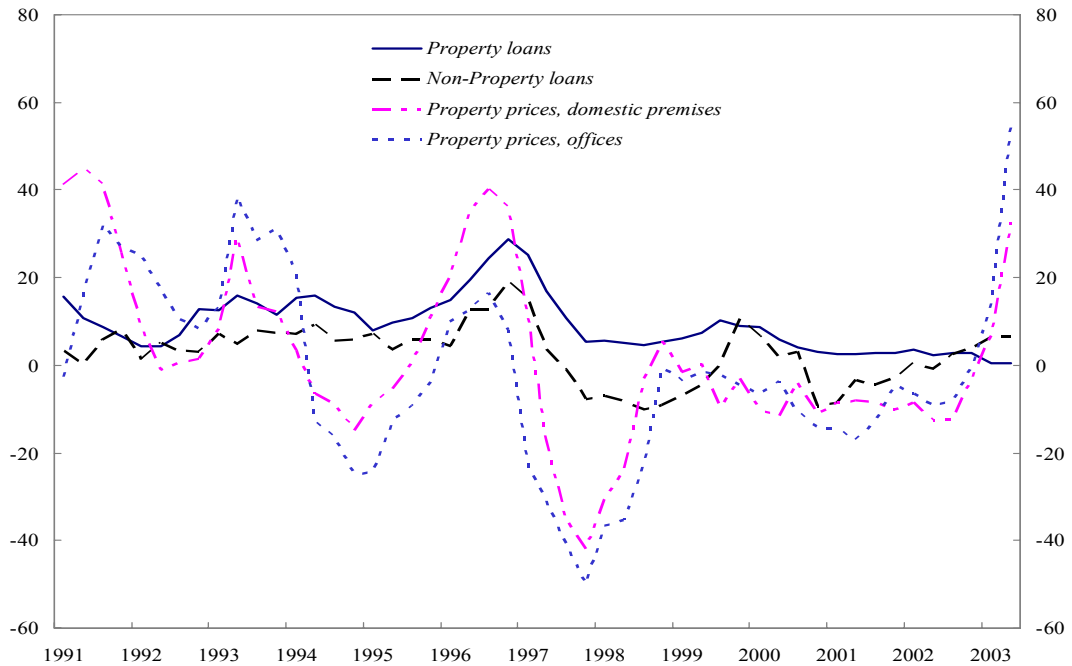 80 80
Property loans
Non-Property loans
60 60
Property prices, domestic premises
Property prices, offices
40 40
20 20
0 0
-20 -20
-40 -40
-60 -60
1991 1992 1993 1994 1995 1996 1997 1998 1999 2000 2001 2002 2003